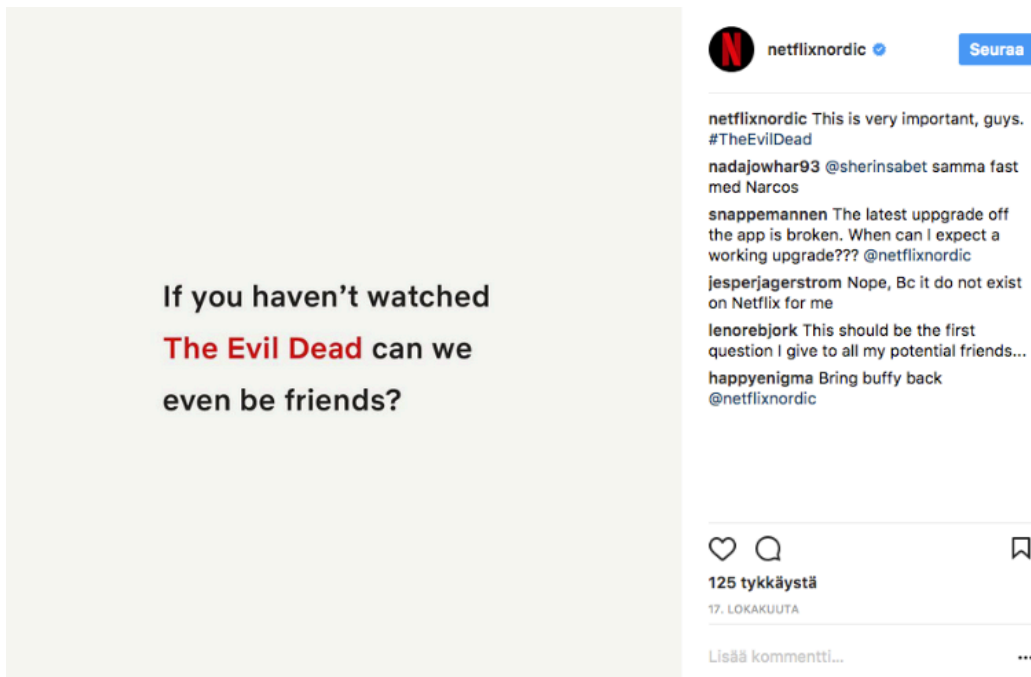 If you haven't watched
The Evil Dead can we
even be friends?
N
netflixnordic
Seuraa
netflixnordic This is very important, guys.
#TheEvilDead
nadajowhar93 @sherinsabet samma fast
med Narcos
snappemannen The latest uppgrade off
the app is broken. When can I expect a
working upgrade??? @netflixnordic
jesperjagerstrom Nope, Bc it do not exist
on Netflix for me
lenorebjork This should be the first
question I give to all my potential friends...
happyenigma Bring buffy back
@netflixnordic
125 tykkäystä
17. LOKAKUUTA
Lisää kommentti...